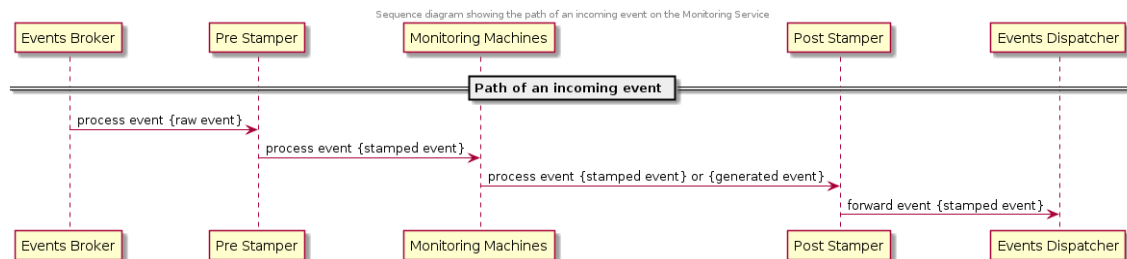 Sequence diagram showing the path of an incoming event on the Monitoring Service
Events Broker Pre Stamper Monitoring Machines Post Stamper Events Dispatcher
Path of an incoming event
process event {raw event}
process event {stamped event}
process event {stamped event} or {generated event}
forward event {stamped event}
Events Broker Pre Stamper Monitoring Machines Post Stamper Events Dispatcher